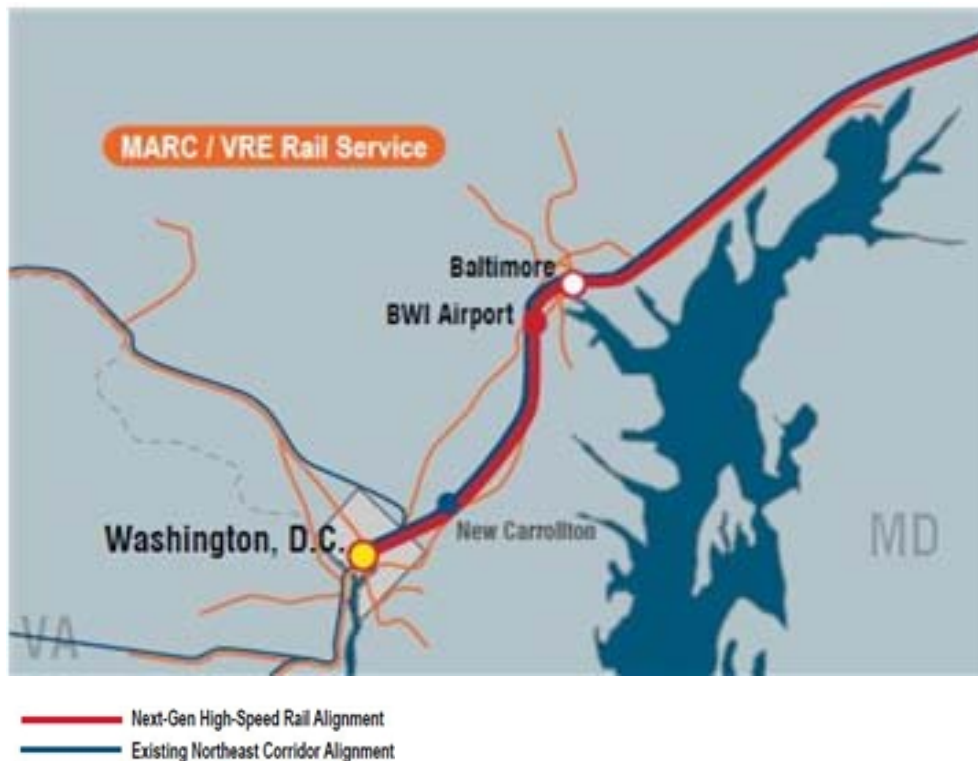 MARC / VRE Rail Service
Baltimore
BWI Airport
New Carrollton
Washington, D.C.
MD
VA
Next-Gen High-Speed Rail Alignment
Existing Northeast Corridor Alignment